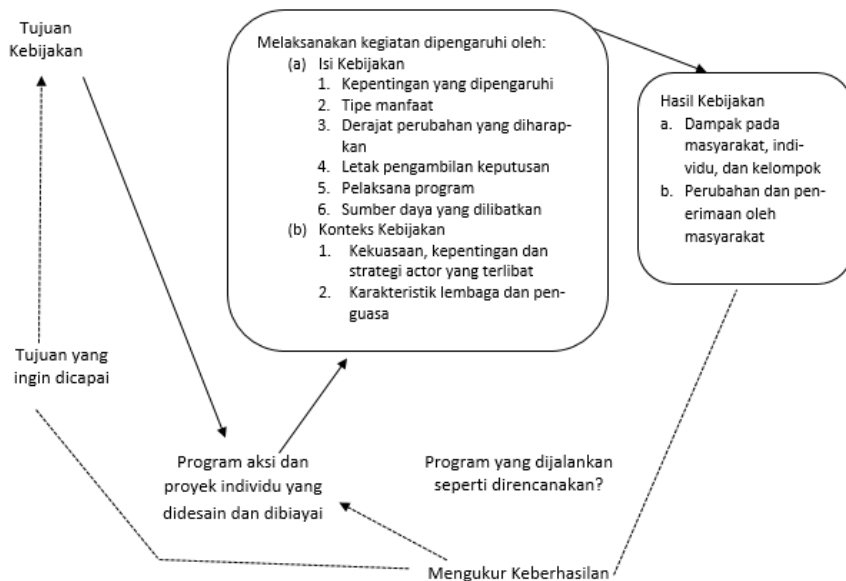 Tujuan
Kebijakan
Melaksanakan kegiatan dipengaruhi oleh:
(a) Isi Kebijakan
1. Kepentingan yang dipengaruhi
2. Tipe manfaat
3. Derajat perubahan yang diharap-
kan
4. Letak pengambilan keputusan
5. Pelaksana program
6. Sumber daya yang dilibatkan
(b) Konteks Kebijakan
1. Kekuasaan, kepentingan dan
strategi actor yang terlibat
2. Karakteristik lembaga dan pen-
guasa
Hasil Kebijakan
a. Dampak pada
masyarakat, indi-
vidu, dan kelompok
b. Perubahan dan pen-
erimaan oleh
masyarakat
Tujuan yang
ingin dicapai
Program aksi dan
proyek individu yang
didesain dan dibiayai
Program yang dijalankan
seperti direncanakan?
Mengukur Keberhasilan